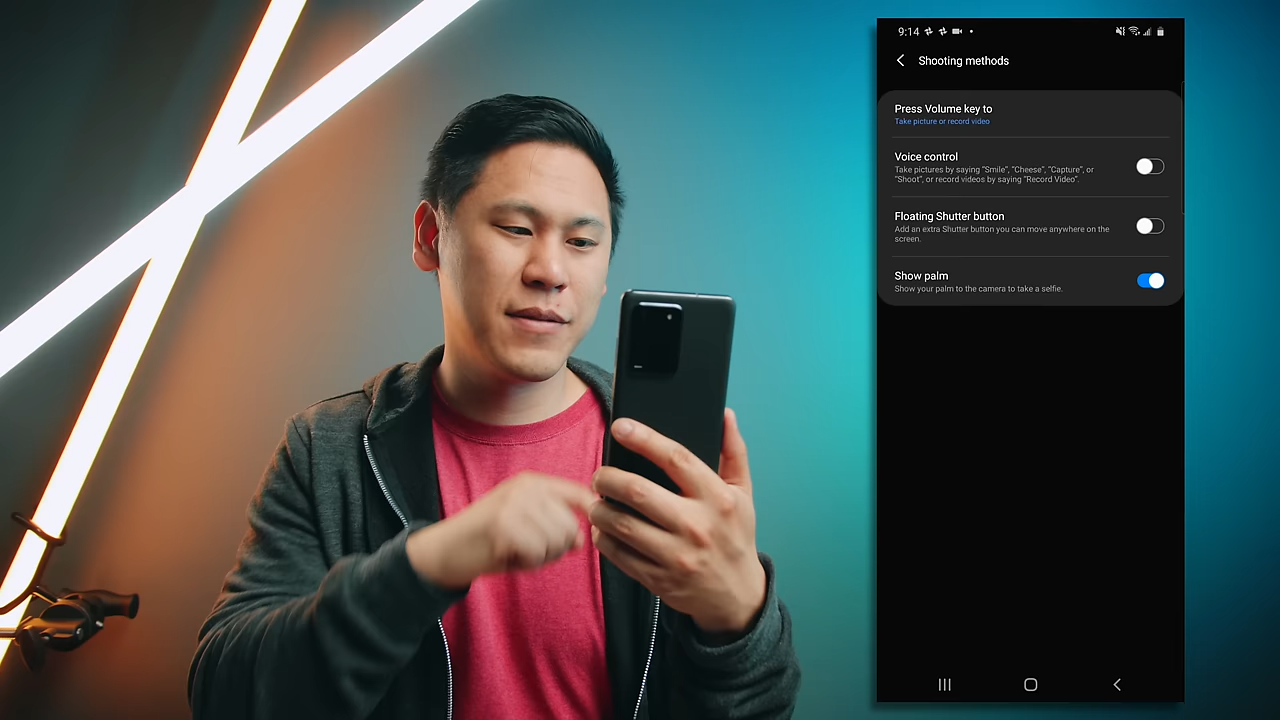 9:14
Shooting methods
Press Volume key to
Take picture or record video
Voice control
Take pictures by saying "Smile", "Cheese", "Capture", or
"Shoot", or record videos by saying "Record Video".
Floating Shutter button
Add an extra Shutter button you can move anywhere on the
screen.
Show palm
Show your palm to the camera to take a selfie.